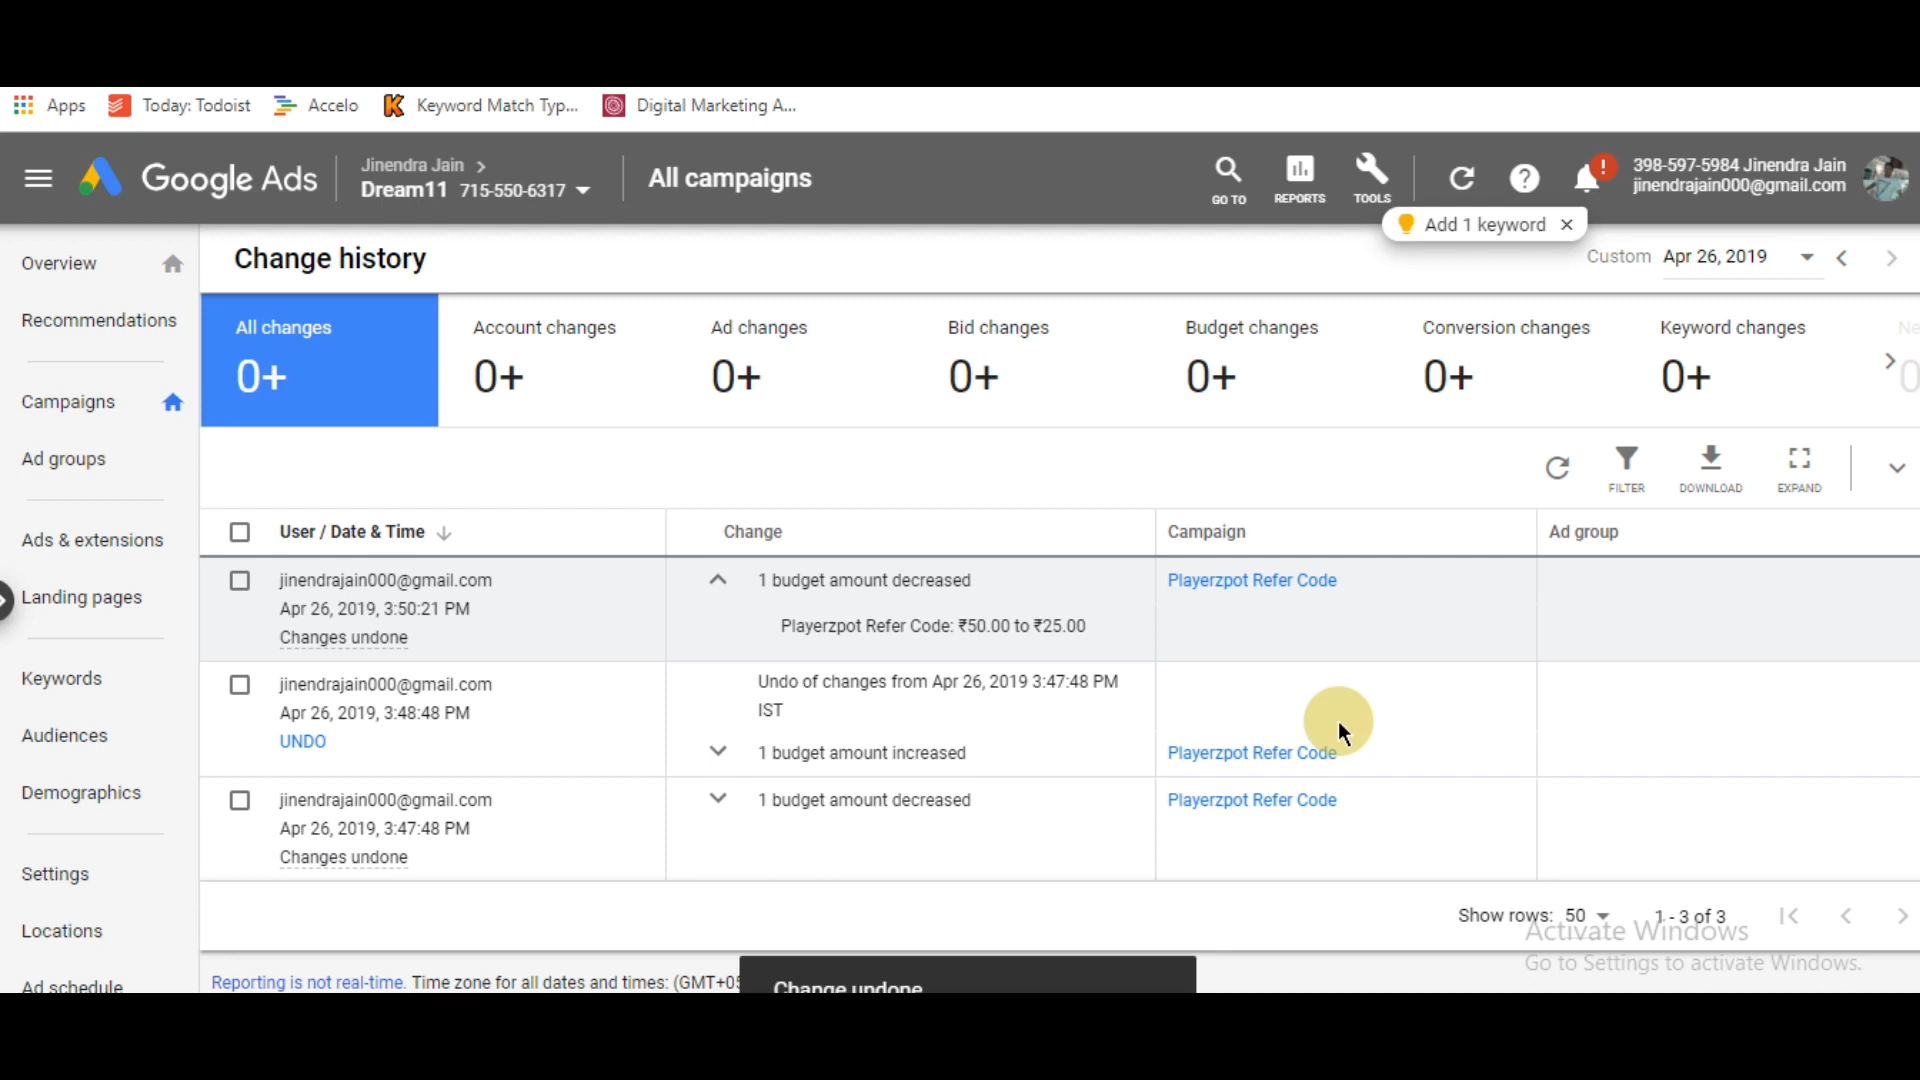 Apps Today: Todoist Accelo Keyword Match Typ... Digital Marketing A...
Google Ads
Jinendra Jain >
Dream11 715-550-6317
All campaigns
GO TO
REPORTS
TOOLS
!
398-597-5984 Jinendra Jain
jinendrajain000@gmail.com
Add 1 keyword ×
Change history
Custom Apr 26, 2019
Overview
Recommendations
Campaigns
Ad groups
Ads & extensions
Landing pages
Keywords
Audiences
Demographics
Settings
Locations
Ad schedule
All changes
0+
Account changes
0+
Ad changes
0+
Bid changes
0+
Budget changes
0+
Conversion changes
0+
Keyword changes
0+
Ne
0
FILTER
DOWNLOAD
EXPAND
User / Date & Time Change Campaign Ad group
jinendrajain000@gmail.com
Apr 26, 2019, 3:50:21 PM
Changes undone
1 budget amount decreased
Playerzpot Refer Code: ₹50.00 to ₹25.00
Playerzpot Refer Code
jinendrajain000@gmail.com
Apr 26, 2019, 3:48:48 PM
UNDO
Undo of changes from Apr 26, 2019 3:47:48 PM
IST
1 budget amount increased
Playerzpot Refer Code
jinendrajain000@gmail.com
Apr 26, 2019, 3:47:48 PM
Changes undone
1 budget amount decreased
Playerzpot Refer Code
Show rows: 50
1 - 3 of 3
Activate Windows
Go to Settings to activate Windows.
Reporting is not real-time. Time zone for all dates and times: (GMT+05
Change undone